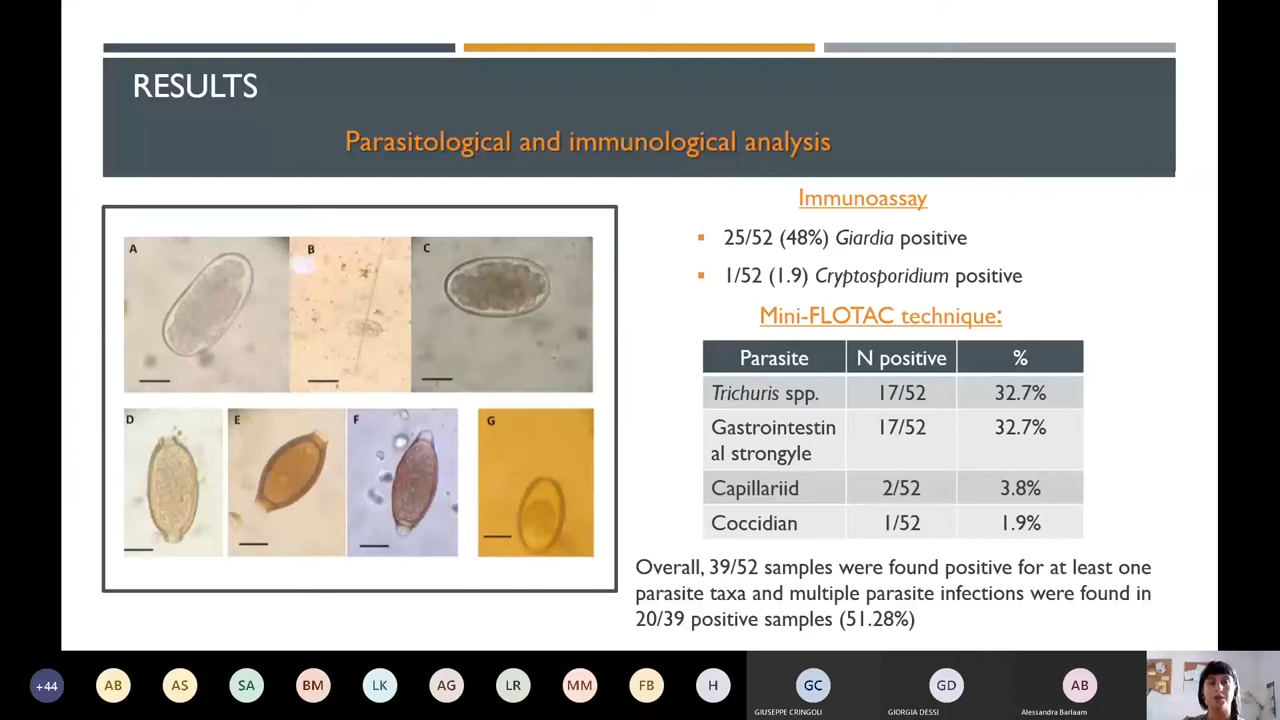 RESULTS
Parasitological and immunological analysis
A
B
C
D
E
F
G
Immunoassay
▪ 25/52 (48%) Giardia positive
▪ 1/52 (1.9) Cryptosporidium positive
Mini-FLOTAC technique:
Parasite N positive %
Trichuris spp. 17/52 32.7%
Gastrointestin 17/52 32.7%
al strongyle
Capillariid 2/52 3.8%
Coccidian 1/52 1.9%
Overall, 39/52 samples were found positive for at least one
parasite taxa and multiple parasite infections were found in
20/39 positive samples (51.28%)
+44 AB AS SA BM LK AG LR MM FB H GC GD AB
GIUSEPPE CRINGOLI GIORGIA DESSI Alessandra Barlaam